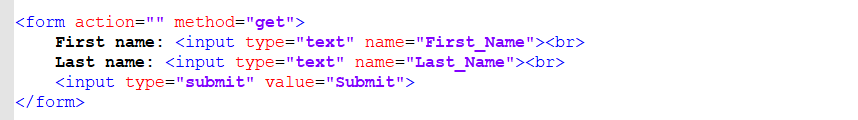 <form action="" method="get">
    First name: <input type="text" name="First_Name"><br>
    Last name: <input type="text" name="Last_Name"><br>
    <input type="submit" value="Submit">
</form>